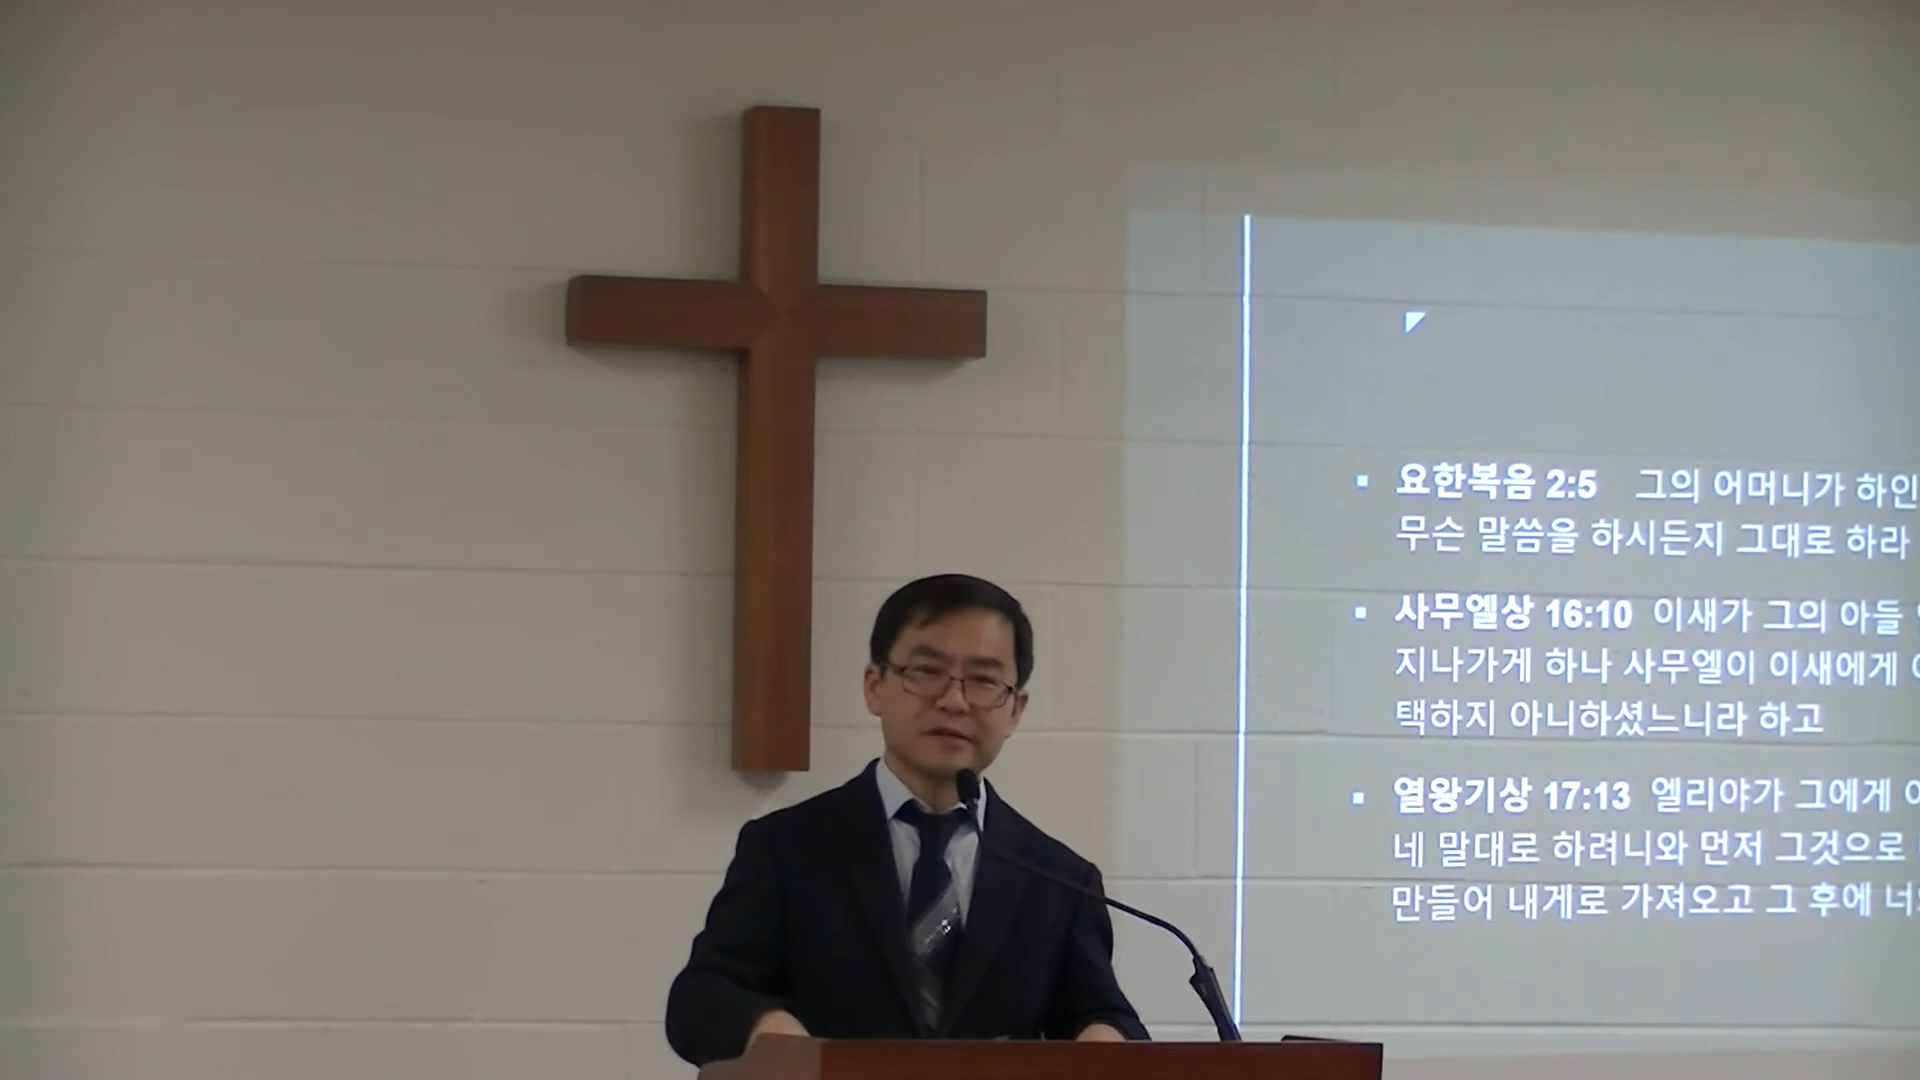 요한복음 2:5 그의 어머니가 하인
무슨 말씀을 하시든지 그대로 하라
사무엘상 16:10 이새가 그의 아들
지나가게 하나 사무엘이 이새에게
택하지 아니하셨느니라 하고
열왕기상 17:13 엘리야가 그에게
네 말대로 하려니와 먼저 그것으로
만들어 내게로 가져오고 그 후에